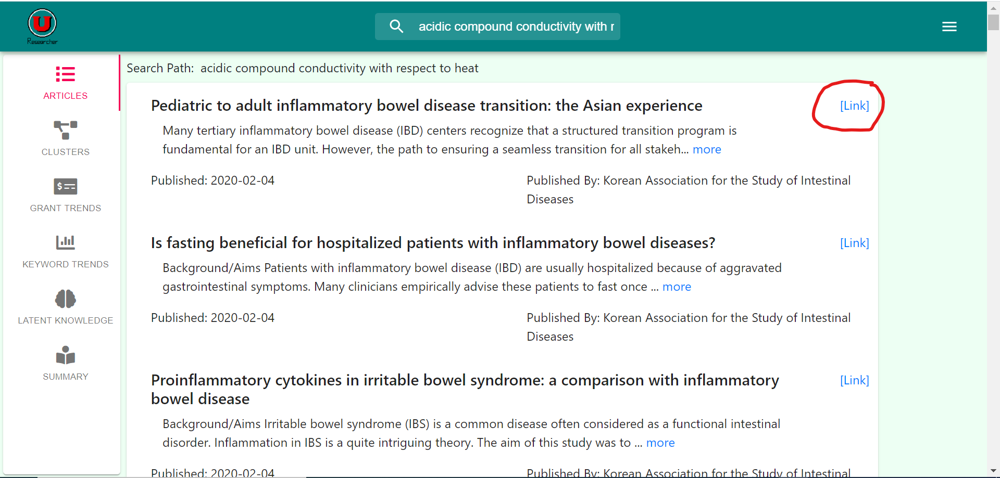 U
Researcher
acidic compound conductivity with r
ARTICLES
CLUSTERS
GRANT TRENDS
KEYWORD TRENDS
LATENT KNOWLEDGE
SUMMARY
Search Path: acidic compound conductivity with respect to heat
Pediatric to adult inflammatory bowel disease transition: the Asian experience [Link]
Many tertiary inflammatory bowel disease (IBD) centers recognize that a structured transition program is
fundamental for an IBD unit. However, the path to ensuring a seamless transition for all stakeh... more
Published: 2020-02-04
Published By: Korean Association for the Study of Intestinal
Diseases
Is fasting beneficial for hospitalized patients with inflammatory bowel diseases? [Link]
Background/Aims Patients with inflammatory bowel disease (IBD) are usually hospitalized because of aggravated
gastrointestinal symptoms. Many clinicians empirically advise these patients to fast once ... more
Published: 2020-02-04
Published By: Korean Association for the Study of Intestinal
Diseases
Proinflammatory cytokines in irritable bowel syndrome: a comparison with inflammatory [Link]
bowel disease
Background/Aims Irritable bowel syndrome (IBS) is a common disease often considered as a functional intestinal
disorder. Inflammation in IBS is a quite intriguing theory. The aim of this study was to ... more
Published: 2020-02-04
Published By: Korean Association for the Study of Intestinal